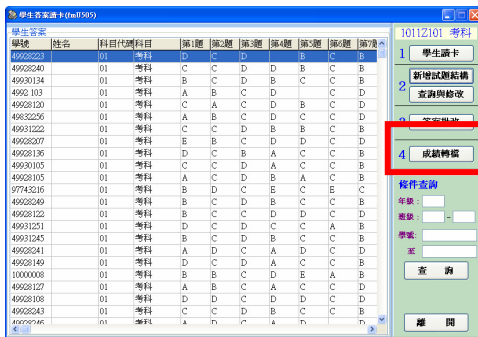 學生答案讀卡(fmU505)
學生答案
1011Z101 考科
學號 姓名 科目代碼 科目 第1題 第2題 第3題 第4題 第5題 第6題 第7題
49928223 01 考科 D C D B C B
49928240 01 考科 C C D D B C C
49930134 01 考科 B C D B C C B
4992 103 01 考科 A B C D C C D
49928120 01 考科 C A C D B C D
49832256 01 考科 A B C D C C D
49931222 01 考科 C C D B B C B
49928207 01 考科 E B C D D C D
49928136 01 考科 D C B A C C B
49930105 01 考科 C C D A C C B
49928105 01 考科 A C D B A C B
97743216 01 考科 B D C E C E C
49928249 01 考科 B C D B C C B
49928122 01 考科 B C C D D C D
49931251 01 考科 D C D C C A B
49931245 01 考科 B C D B C C B
49928241 01 考科 A D C A D C D
49928149 01 考科 D C D A C C B
10000008 01 考科 B B C D E A B
49928127 01 考科 A B C A C C D
49928108 01 考科 D D C D D C D
49928243 01 考科 C C D B C C B
49928246 01 考科 A D C A D C D
1 學生讀卡
2 新增試題結構
查詢與修改
3
4 成績轉檔
條件查詢
年級：
班級： -
學號:
至
查 詢
離 開